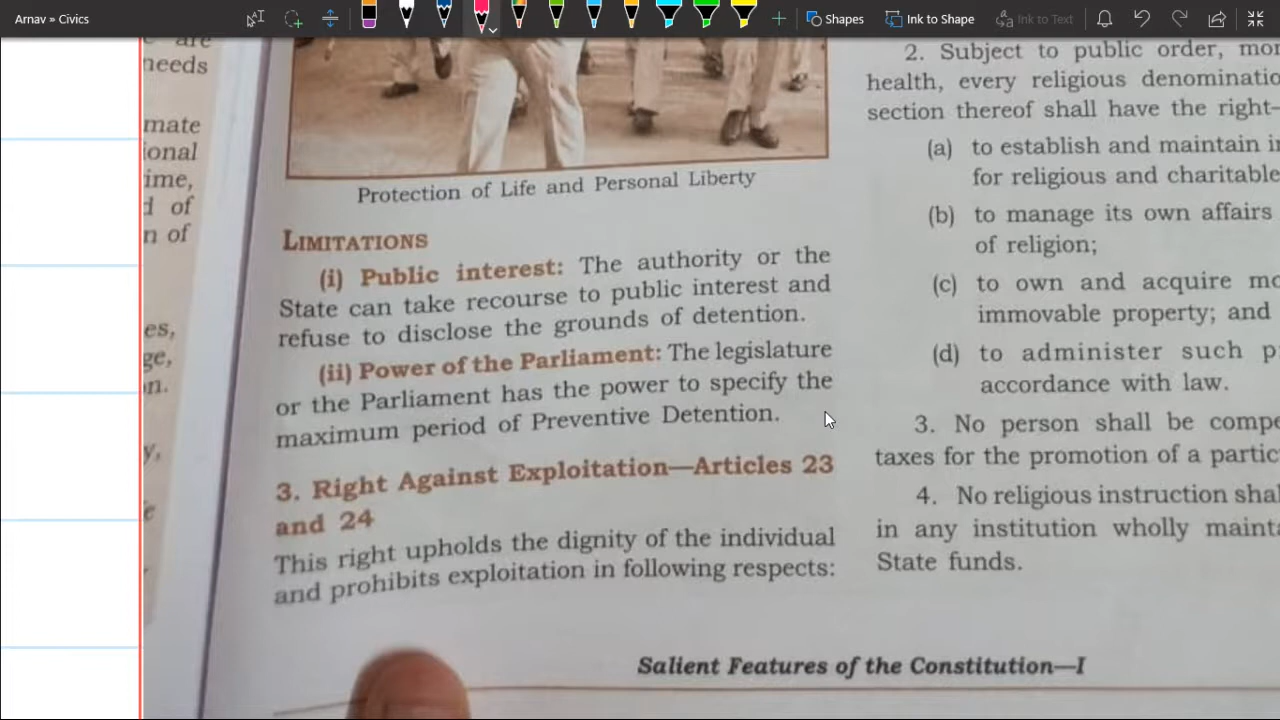 Arnav » Civics
Shapes
Ink to Shape
Ink to Text
are
needs
mate
ional
ime,
d of
n of
es,
ge,
n.
y,
Protection of Life and Personal Liberty
LIMITATIONS
(i) Public interest: The authority or the
State can take recourse to public interest and
refuse to disclose the grounds of detention.
(ii) Power of the Parliament: The legislature
or the Parliament has the power to specify the
maximum period of Preventive Detention.
3. Right Against Exploitation—Articles 23
and 24
This right upholds the dignity of the individual
and prohibits exploitation in following respects:
2. Subject to public order, mor
health, every religious denominatio
section thereof shall have the right-
(a) to establish and maintain in
for religious and charitable
(b) to manage its own affairs
of religion;
(c) to own and acquire mo
immovable property; and
(d) to administer such p
accordance with law.
3. No person shall be compe
taxes for the promotion of a partic
4. No religious instruction shal
in any institution wholly mainta
State funds.
Salient Features of the Constitution—I